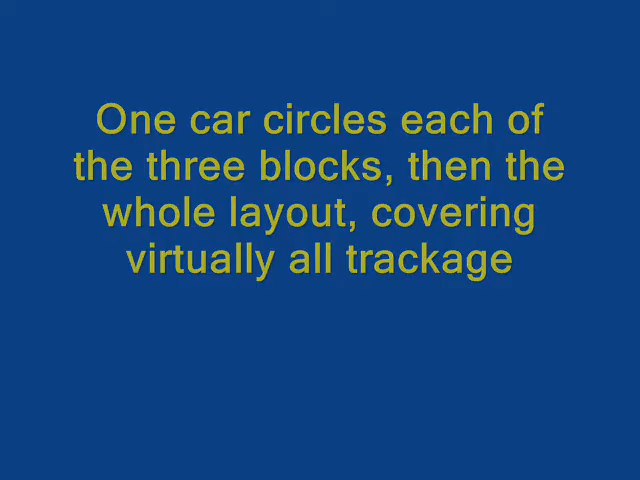 One car circles each of
the three blocks, then the
whole layout, covering
virtually all trackage